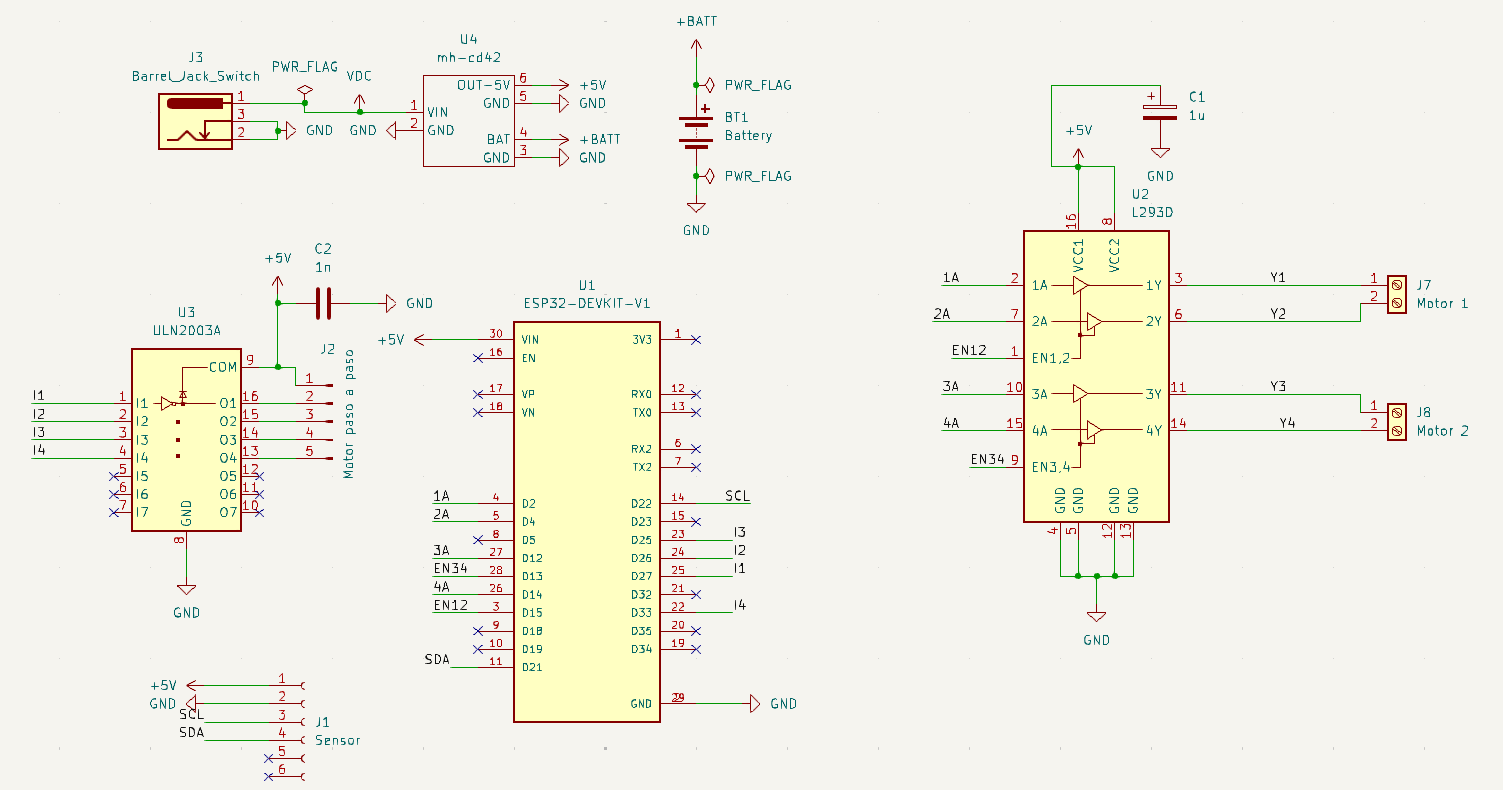 J3
Barrel_Jack_Switch
1
3
2
PWR_FLAG
VDC
GND
U4
mh-cd42
1 VIN
2 GND
GND
OUT-5V 6 +5V
GND 5 GND
BAT 4 +BATT
GND 3 GND
+BATT
PWR_FLAG
+
BT1
Battery
PWR_FLAG
GND
+
C1
1u
GND
+5V
U2
L293D
16 8
VCC1 VCC2
1A 2 1A 1Y 3 Y1
2A 7 2A 2Y 6 Y2
EN12 1 EN1,2
3A 10 3A 3Y 11 Y3
4A 15 4A 4Y 14 Y4
EN34 9 EN3,4
GND GND GND GND
4 5 12 13
GND
1 J7
2 Motor 1
1 J8
2 Motor 2
C2
1n
+5V
GND
U3
ULN2003A
COM 9
I1 1 I1 O1 16
I2 2 I2 O2 15
I3 3 I3 O3 14
I4 4 I4 O4 13
5 I5 O5 12
6 I6 O6 11
7 I7 O7 10
GND
8
GND
J2
1
2
3
4
5
Motor paso a paso
U1
ESP32-DEVKIT-V1
+5V 30 VIN 3V3 1
16 EN
17 VP RX0 12
18 VN TX0 13
RX2 6
TX2 7
1A 4 D2 D22 14 SCL
2A 5 D4 D23 15
8 D5 D25 23 I3
3A 27 D12 D26 24 I2
EN34 28 D13 D27 25 I1
4A 26 D14 D32 21
EN12 3 D15 D33 22 I4
9 D18 D35 20
10 D19 D34 19
SDA 11 D21
GND GND
+5V 1
GND 2
SCL 3
SDA 4
5
6
J1
Sensor